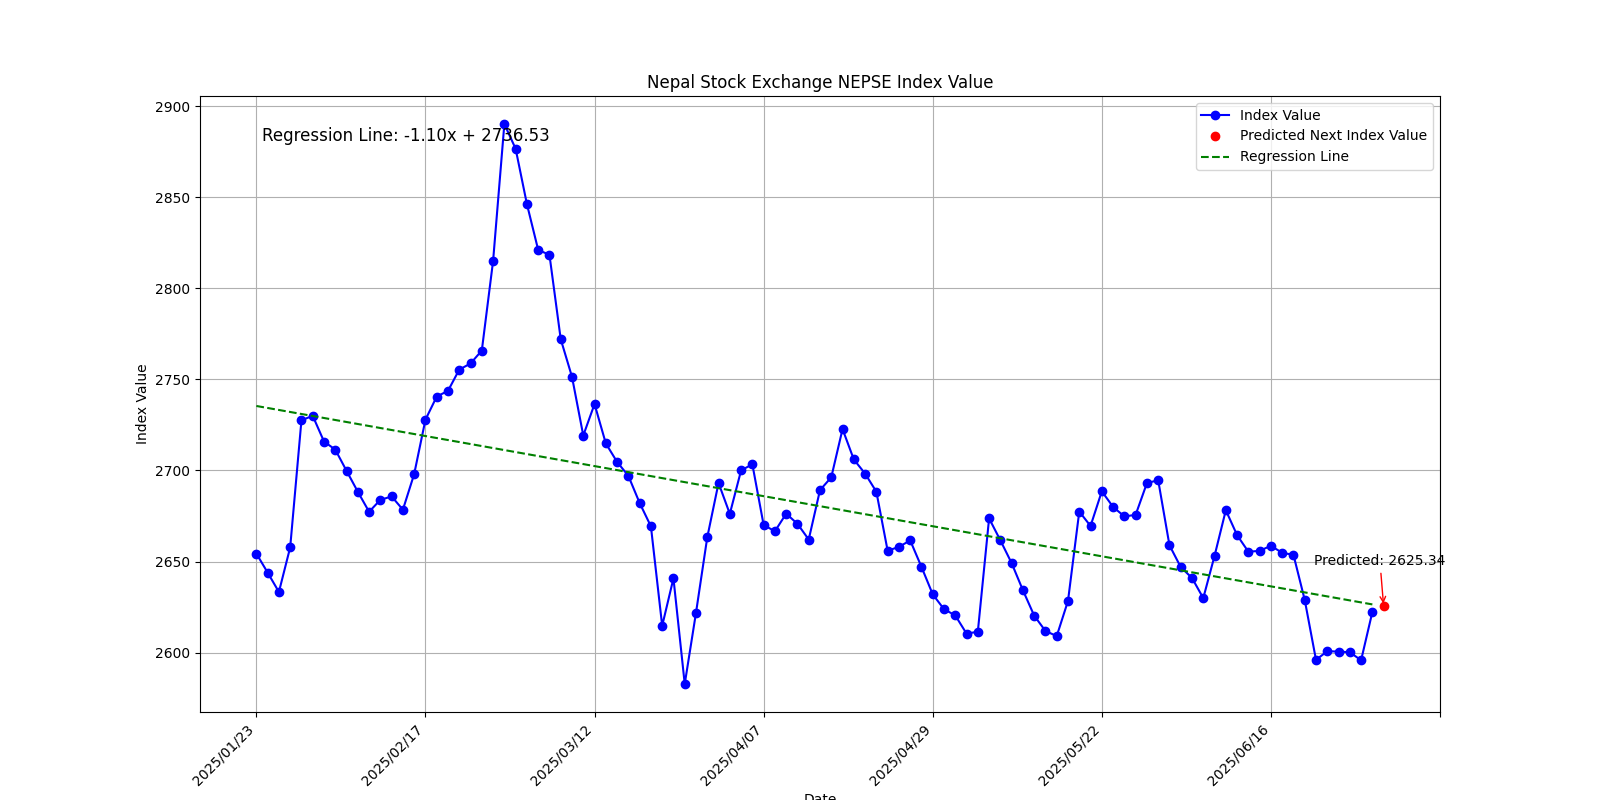 Nepal Stock Exchange NEPSE Index Value
2900
2850
2800
2750
2700
2650
2600
Index Value
Regression Line: -1.10x + 2736.53
Index Value
Predicted Next Index Value
Regression Line
Predicted: 2625.34
2025/01/23
2025/02/17
2025/03/12
2025/04/07
2025/04/29
2025/05/22
2025/06/16
Date